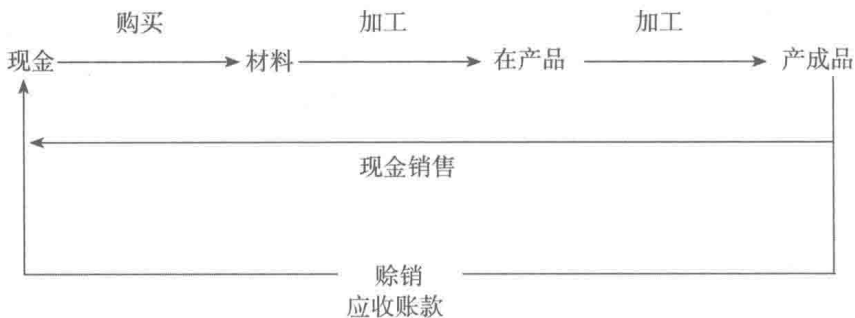 购买 加工 加工
现金 材料 在产品 产成品
现金销售
赊销
应收账款